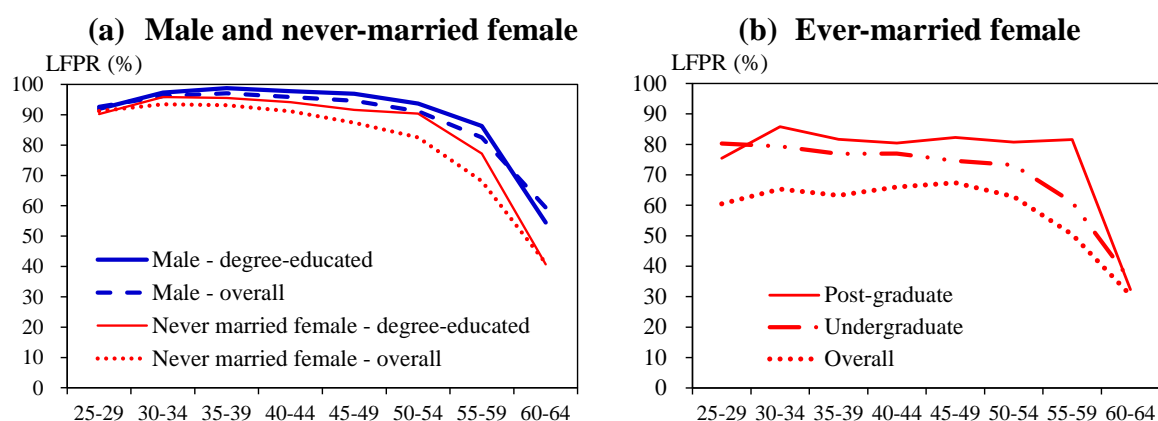 (a) Male and never-married female
LFPR (%)
100
90
80
70
60
50
40
30
20
10
0
Male - degree-educated
Male - overall
Never married female - degree-educated
Never married female - overall
25-29 30-34 35-39 40-44 45-49 50-54 55-59 60-64
(b) Ever-married female
LFPR (%)
100
90
80
70
60
50
40
30
20
10
0
Post-graduate
Undergraduate
Overall
25-29 30-34 35-39 40-44 45-49 50-54 55-59 60-64